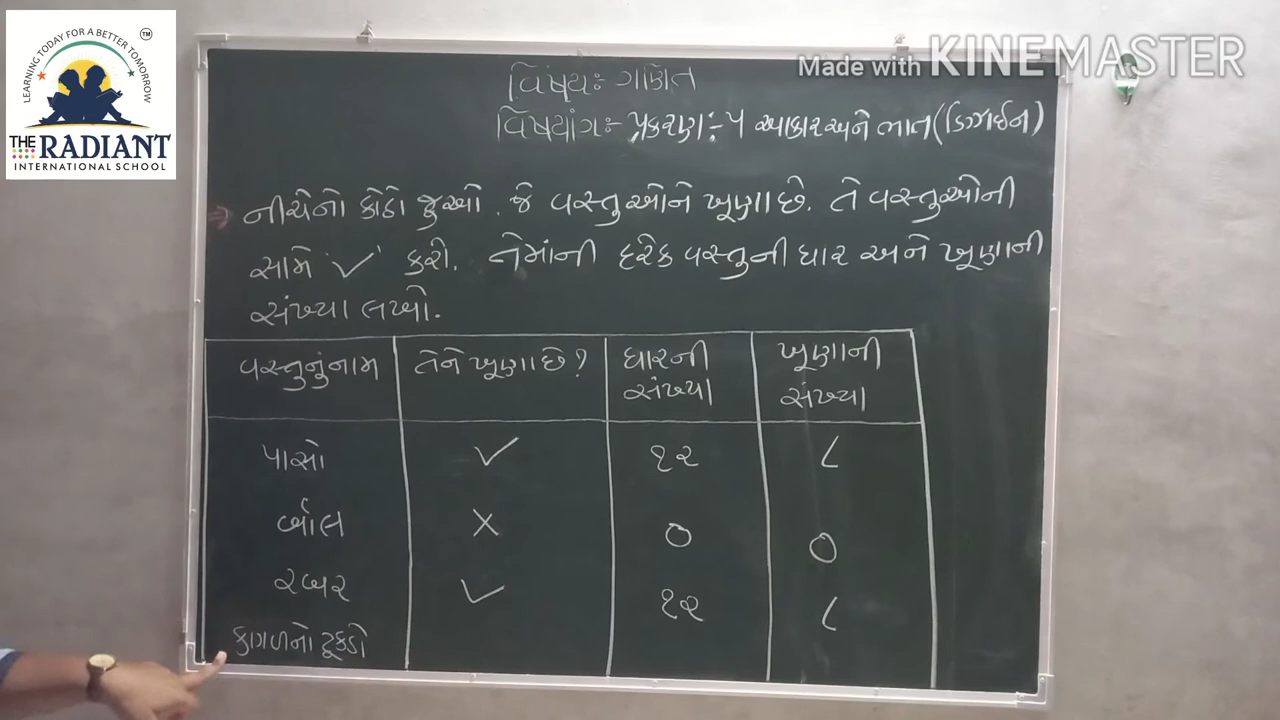 LEARNING TODAY FOR A BETTER TOMORROW
TM
THE RADIANT
INTERNATIONAL SCHOOL
Made with KINEMASTER
વિષય:- ગણિત
વિષયાંગ:- પ્રકરણ:- ૫ આકાર અને ભાત (ડિઝાઈન)
⇒ નીચેનો કોઠો જુઓ. જે વસ્તુઓને ખૂણા છે. તે વસ્તુઓની
સામે '✓' કરો. તેમાંની દરેક વસ્તુની ધાર અને ખૂણાની
સંખ્યા લખો.
વસ્તુનું નામ તેને ખૂણા છે? ધારની સંખ્યા ખૂણાની સંખ્યા
પાસો ✓ ૧૨ ૮
બૉલ X ૦ ૦
રબર ✓ ૧૨ ૮
કાગળનો ટૂકડો